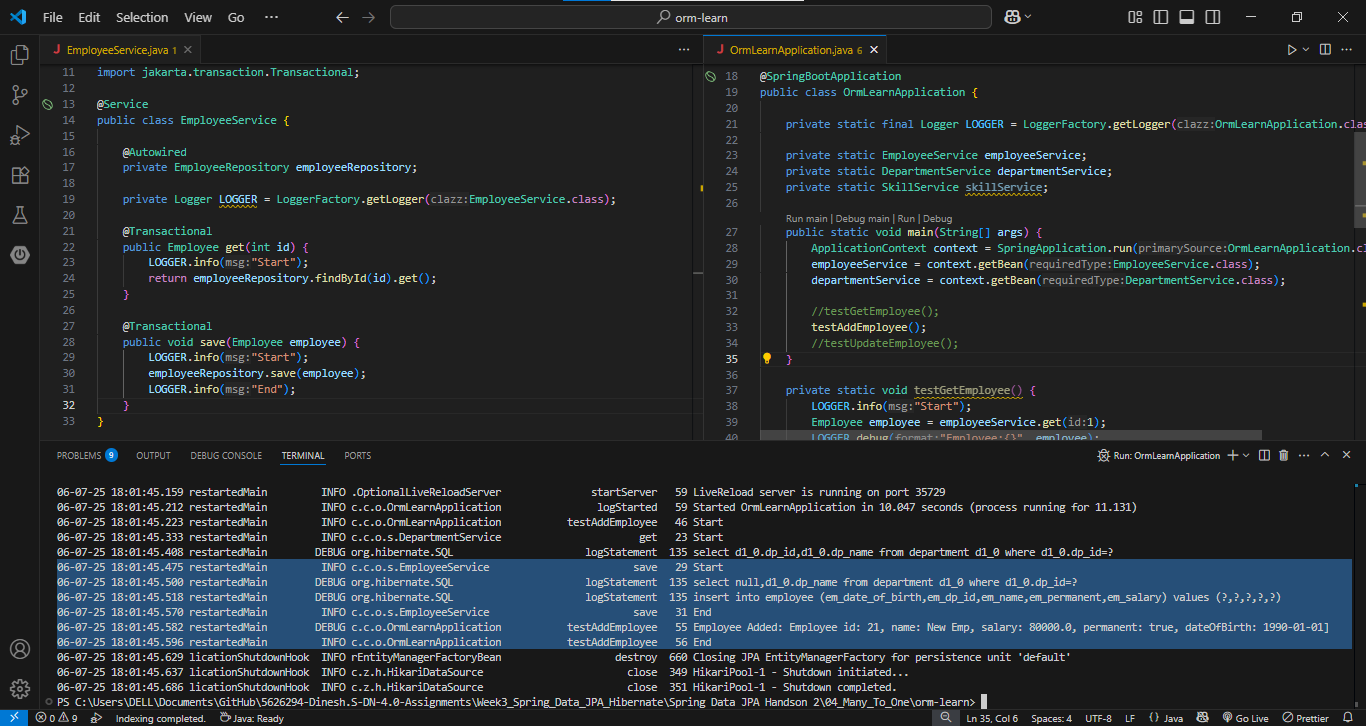 File Edit Selection View Go ··· orm-learn
EmployeeService.java 1
11 import jakarta.transaction.Transactional;
12
13 @Service
14 public class EmployeeService {
15
16 @Autowired
17 private EmployeeRepository employeeRepository;
18
19 private Logger LOGGER = LoggerFactory.getLogger(clazz:EmployeeService.class);
20
21 @Transactional
22 public Employee get(int id) {
23 LOGGER.info(msg:"Start");
24 return employeeRepository.findById(id).get();
25 }
26
27 @Transactional
28 public void save(Employee employee) {
29 LOGGER.info(msg:"Start");
30 employeeRepository.save(employee);
31 LOGGER.info(msg:"End");
32 }
33 }
OrmLearnApplication.java 6
18 @SpringBootApplication
19 public class OrmLearnApplication {
20
21 private static final Logger LOGGER = LoggerFactory.getLogger(clazz:OrmLearnApplication.clas
22
23 private static EmployeeService employeeService;
24 private static DepartmentService departmentService;
25 private static SkillService skillService;
26
Run main | Debug main | Run | Debug
27 public static void main(String[] args) {
28 ApplicationContext context = SpringApplication.run(primarySource:OrmLearnApplication.cl
29 employeeService = context.getBean(requiredType:EmployeeService.class);
30 departmentService = context.getBean(requiredType:DepartmentService.class);
31
32 //testGetEmployee();
33 testAddEmployee();
34 //testUpdateEmployee();
35 }
36
37 private static void testGetEmployee() {
38 LOGGER.info(msg:"Start");
39 Employee employee = employeeService.get(id:1);
40 LOGGER.debug(format:"Employee:{}", employee);
PROBLEMS 9 OUTPUT DEBUG CONSOLE TERMINAL PORTS Run: OrmLearnApplication
06-07-25 18:01:45.159 restartedMain INFO .OptionalLiveReloadServer startServer 59 LiveReload server is running on port 35729
06-07-25 18:01:45.212 restartedMain INFO c.c.o.OrmLearnApplication logStarted 59 Started OrmLearnApplication in 10.047 seconds (process running for 11.131)
06-07-25 18:01:45.223 restartedMain INFO c.c.o.OrmLearnApplication testAddEmployee 46 Start
06-07-25 18:01:45.333 restartedMain INFO c.c.o.s.DepartmentService get 23 Start
06-07-25 18:01:45.408 restartedMain DEBUG org.hibernate.SQL logStatement 135 select d1_0.dp_id,d1_0.dp_name from department d1_0 where d1_0.dp_id=?
06-07-25 18:01:45.475 restartedMain INFO c.c.o.s.EmployeeService save 29 Start
06-07-25 18:01:45.500 restartedMain DEBUG org.hibernate.SQL logStatement 135 select null,d1_0.dp_name from department d1_0 where d1_0.dp_id=?
06-07-25 18:01:45.518 restartedMain DEBUG org.hibernate.SQL logStatement 135 insert into employee (em_date_of_birth,em_dp_id,em_name,em_permanent,em_salary) values (?,?,?,?,?)
06-07-25 18:01:45.570 restartedMain INFO c.c.o.s.EmployeeService save 31 End
06-07-25 18:01:45.582 restartedMain DEBUG c.c.o.OrmLearnApplication testAddEmployee 55 Employee Added: Employee id: 21, name: New Emp, salary: 80000.0, permanent: true, dateOfBirth: 1990-01-01]
06-07-25 18:01:45.596 restartedMain INFO c.c.o.OrmLearnApplication testAddEmployee 56 End
06-07-25 18:01:45.629 licationShutdownHook INFO rEntityManagerFactoryBean destroy 660 Closing JPA EntityManagerFactory for persistence unit 'default'
06-07-25 18:01:45.637 licationShutdownHook INFO c.z.h.HikariDataSource close 349 HikariPool-1 - Shutdown initiated...
06-07-25 18:01:45.686 licationShutdownHook INFO c.z.h.HikariDataSource close 351 HikariPool-1 - Shutdown completed.
PS C:\Users\DELL\Documents\GitHub\5626294-Dinesh.S-DN-4.0-Assignments\Week3_Spring_Data_JPA_Hibernate\Spring Data JPA Handson 2\04_Many_To_One\orm-learn>
0 9 Indexing completed. Java: Ready Ln 35, Col 6 Spaces: 4 UTF-8 LF {} Java Go Live Prettier